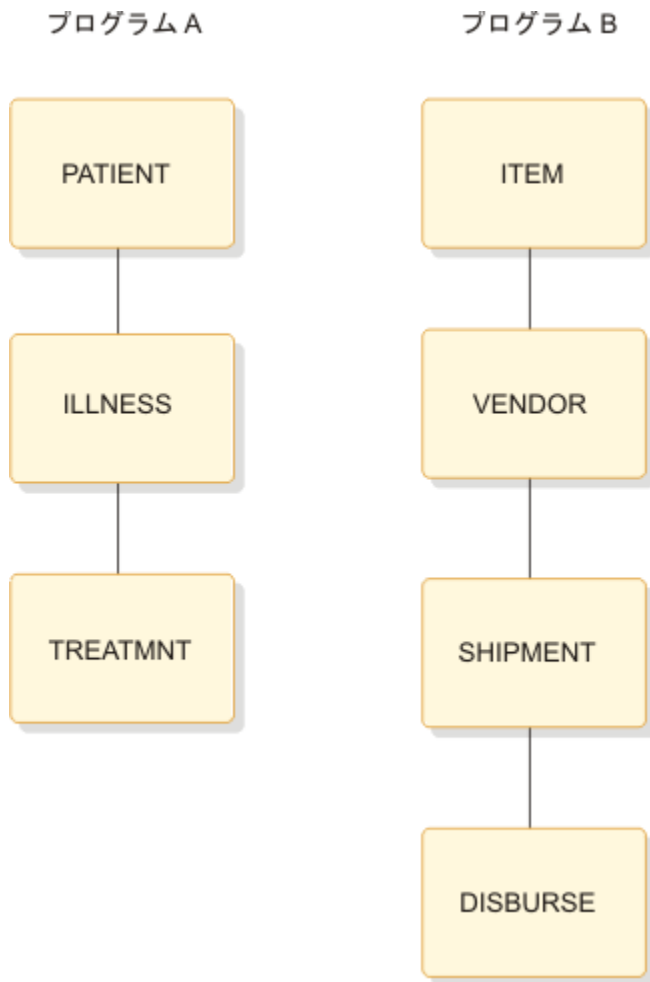 プログラム A
プログラム B
PATIENT
ITEM
ILLNESS
VENDOR
TREATMNT
SHIPMENT
DISBURSE